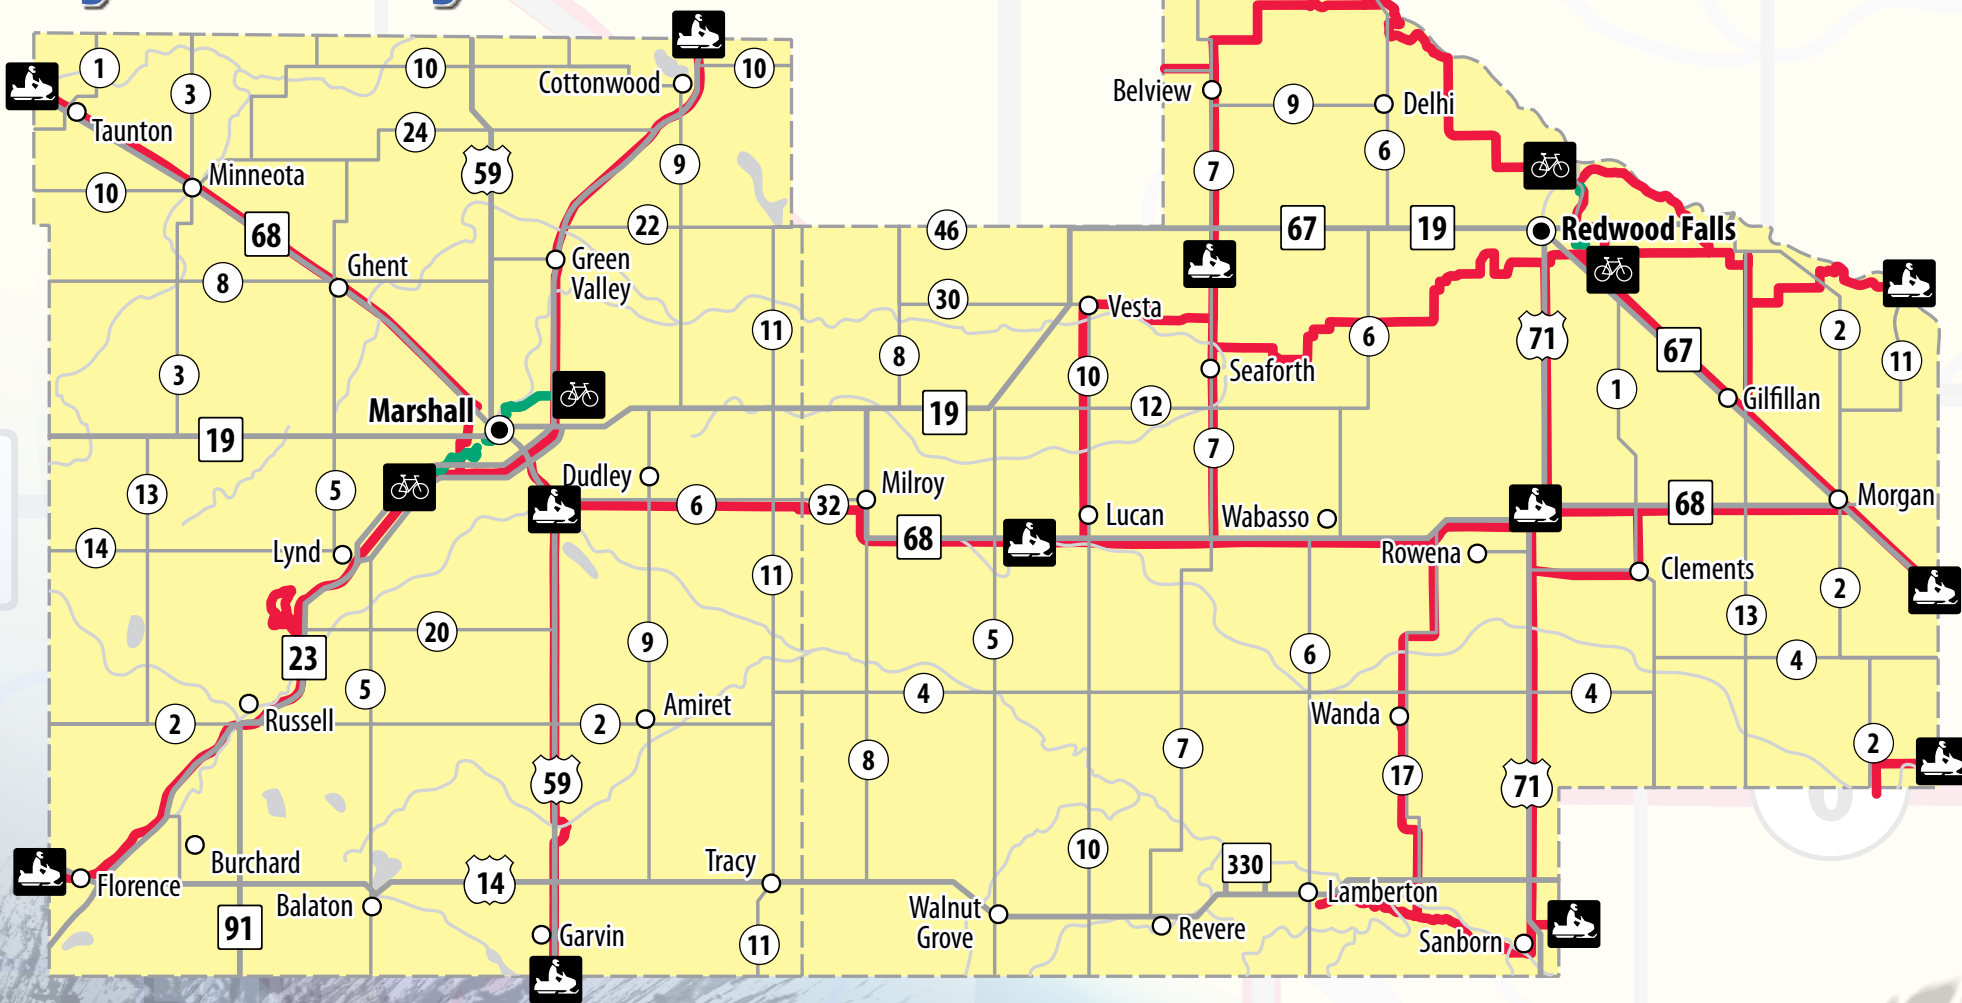 1
3
10
Cottonwood
10
Taunton
24
59
9
Minneota
10
68
22
46
Ghent
8
Green
Valley
30
11
8
3
Marshall
19
19
13
5
Dudley
6
32
Milroy
68
14
Lynd
11
20
9
23
5
5
Russell
2
2
Amiret
4
8
59
Burchard
Florence
14
Tracy
Balaton
91
Garvin
11
Walnut
Grove
Belview
9
Delhi
7
6
67
19
Redwood Falls
Vesta
6
71
67
2
11
10
Seaforth
12
1
Gilfillan
7
Lucan
Wabasso
68
Morgan
Rowena
Clements
2
13
6
4
4
Wanda
7
17
71
2
10
330
Lamberton
Revere
Sanborn